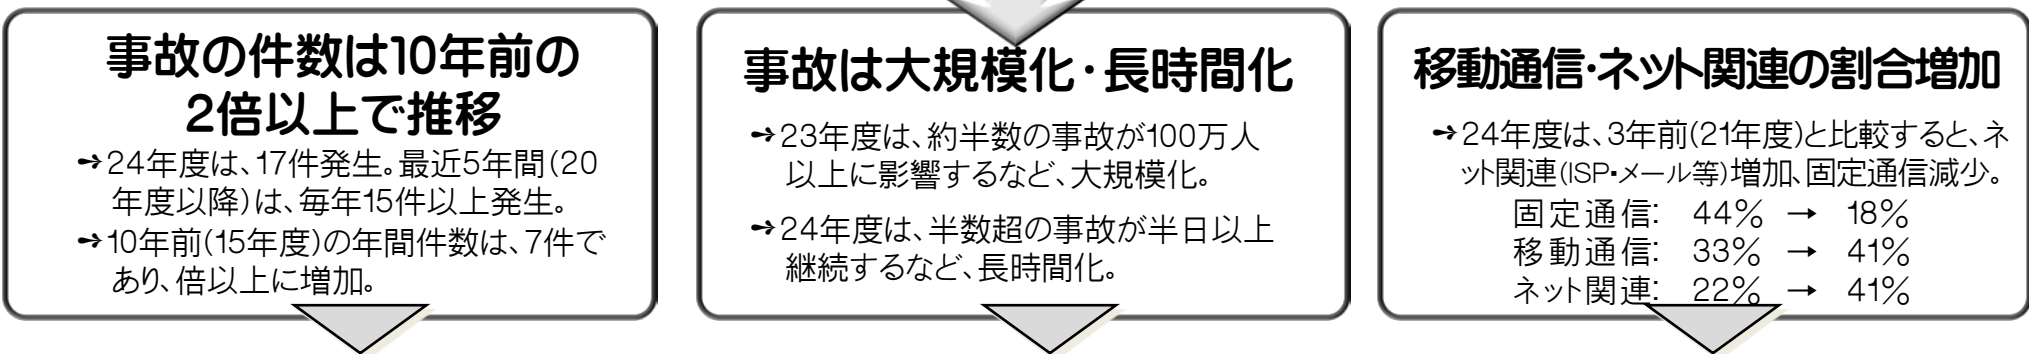 事故の件数は10年前の
2倍以上で推移
➺24年度は、17件発生。最近5年間(20
年度以降)は、毎年15件以上発生。
➺10年前(15年度)の年間件数は、7件で
あり、倍以上に増加。
事故は大規模化・長時間化
➺23年度は、約半数の事故が100万人
以上に影響するなど、大規模化。
➺24年度は、半数超の事故が半日以上
継続するなど、長時間化。
移動通信・ネット関連の割合増加
➺24年度は、3年前(21年度)と比較すると、ネ
ット関連(ISP・メール等)増加、固定通信減少。
固定通信: 44% → 18%
移動通信: 33% → 41%
ネット関連: 22% → 41%